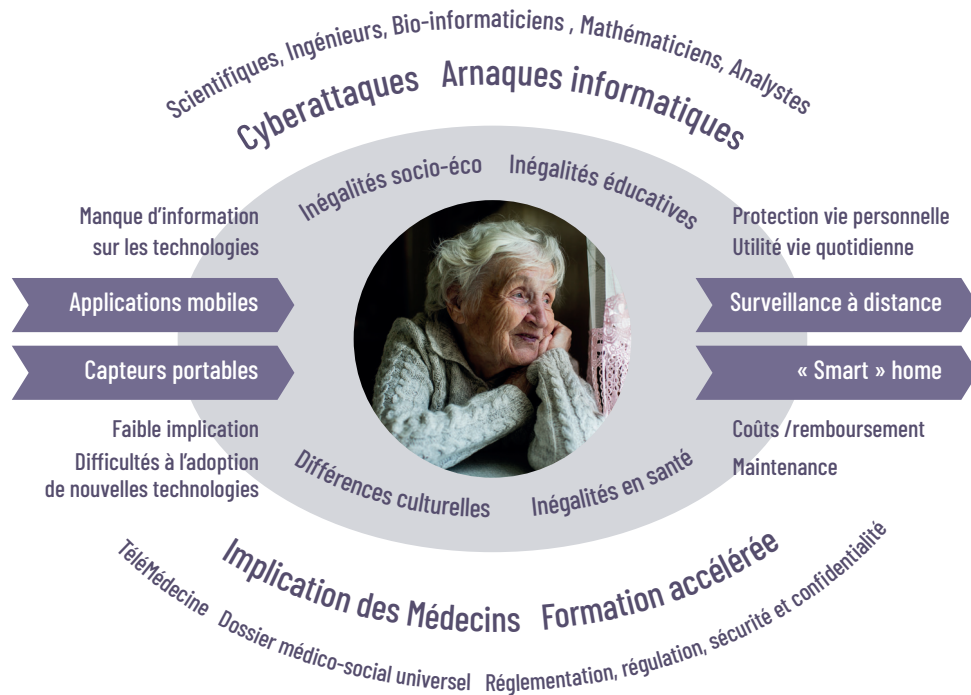 Scientifiques, Ingénieurs, Bio-informaticiens , Mathématiciens, Analystes
Cyberattaques Arnaques informatiques
Inégalités socio-éco Inégalités éducatives
Manque d'information
sur les technologies
Protection vie personnelle
Utilité vie quotidienne
Applications mobiles
Surveillance à distance
Capteurs portables
« Smart » home
Faible implication
Difficultés à l'adoption
de nouvelles technologies
Coûts /remboursement
Maintenance
Différences culturelles Inégalités en santé
Implication des Médecins Formation accélérée
TéléMédecine Dossier médico-social universel Réglementation, régulation, sécurité et confidentialité